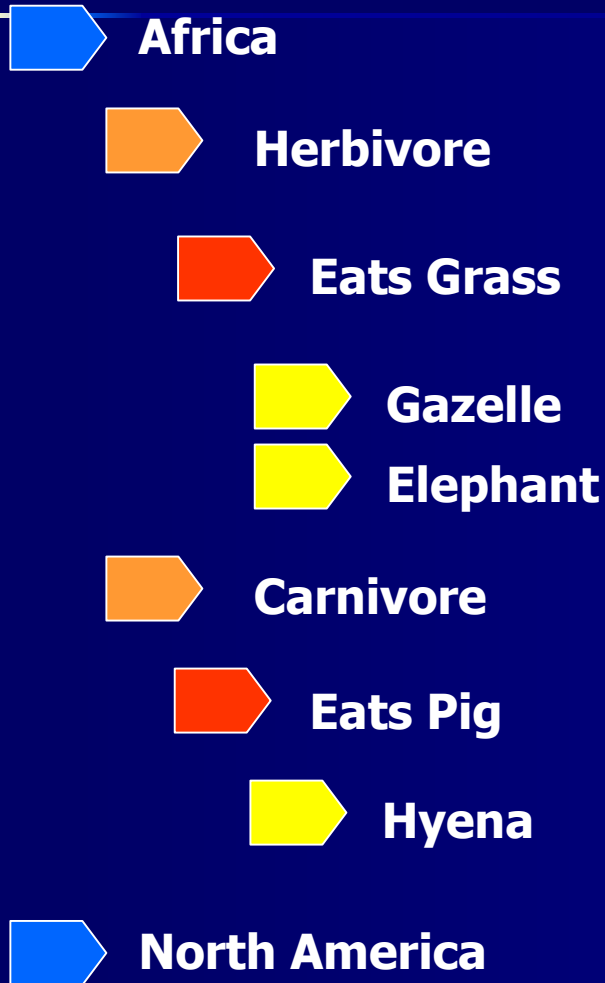 Africa
Herbivore
Eats Grass
Gazelle
Elephant
Carnivore
Eats Pig
Hyena
North America